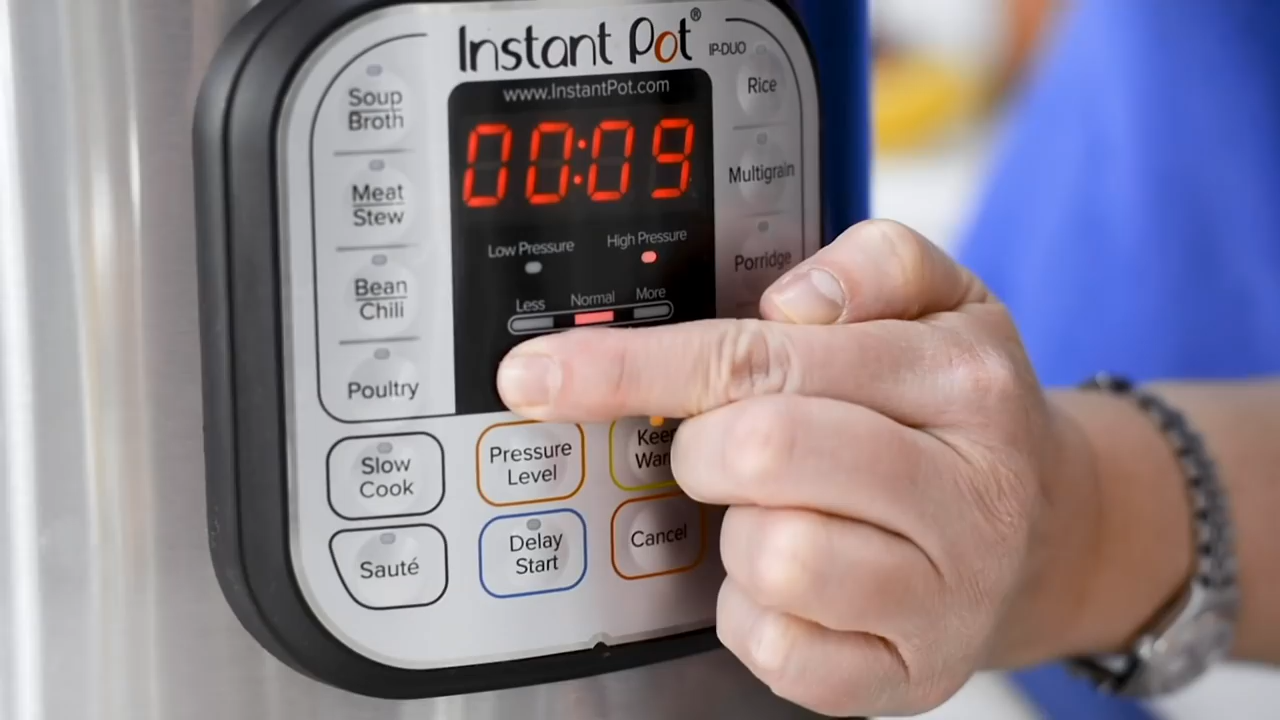 Instant Pot®
IP-DUO
www.InstantPot.com
00:09
Low Pressure
High Pressure
Less
Normal
More
Soup
Broth
Meat
Stew
Bean
Chili
Poultry
Slow
Cook
Sauté
Pressure
Level
Delay
Start
Cancel
Rice
Multigrain
Porridge